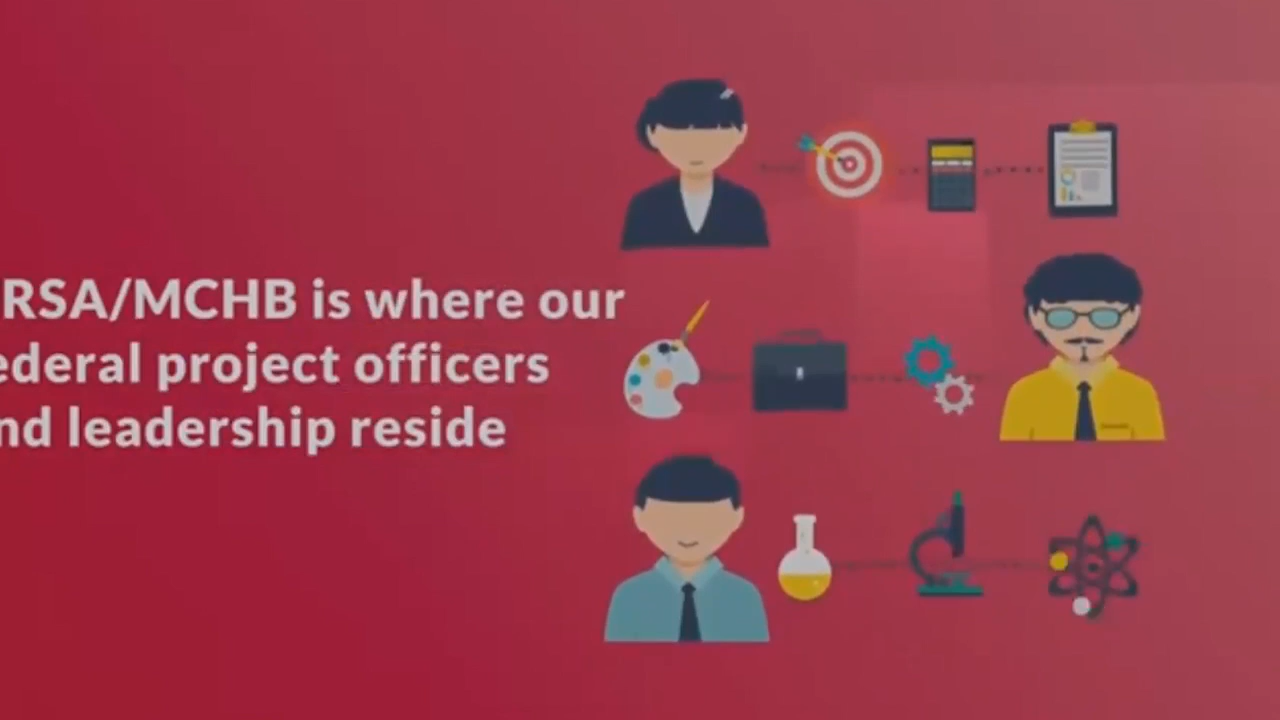 RSA/MCHB is where our
ederal project officers
nd leadership reside